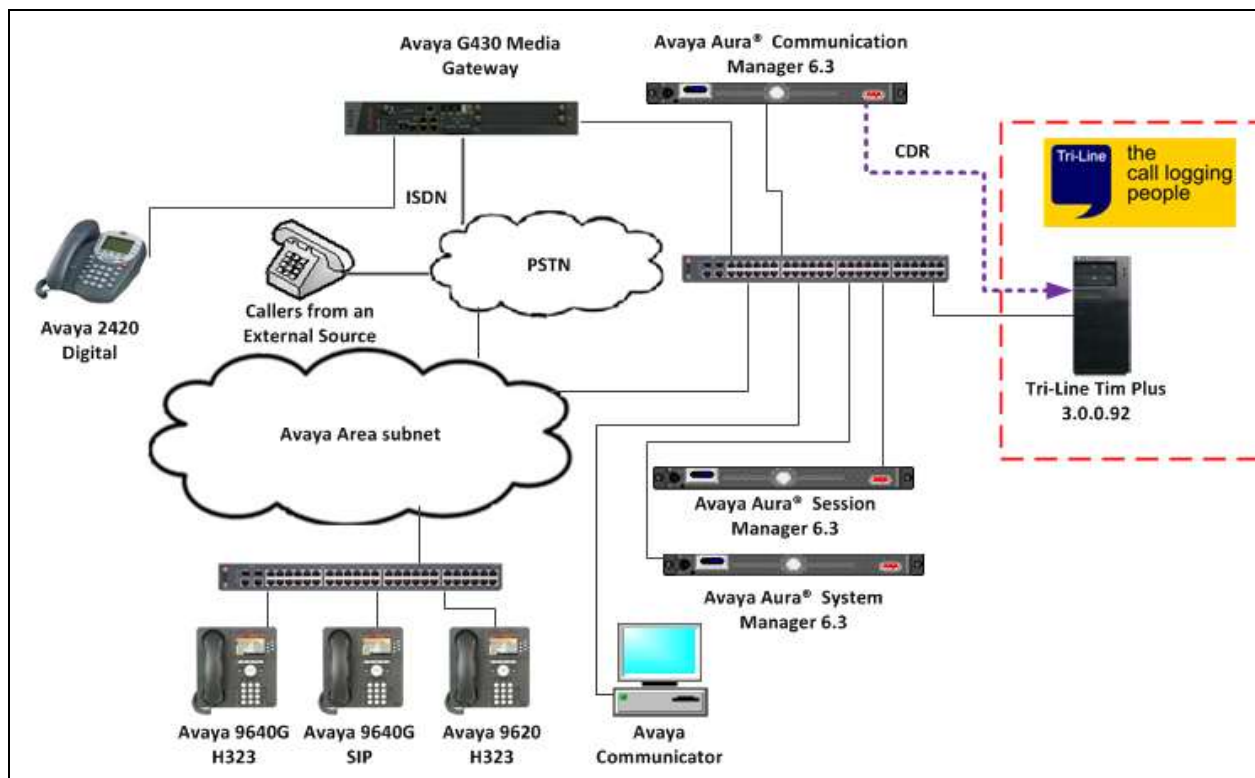 Avaya G430 Media
Gateway
Avaya Aura® Communication
Manager 6.3
CDR
Tri-Line
the
call logging
people
ISDN
PSTN
Avaya 2420
Digital
Callers from an
External Source
Tri-Line Tim Plus
3.0.0.92
Avaya Area subnet
Avaya Aura® Session
Manager 6.3
Avaya Aura® System
Manager 6.3
Avaya 9640G
H323
Avaya 9640G
SIP
Avaya 9620
H323
Avaya
Communicator